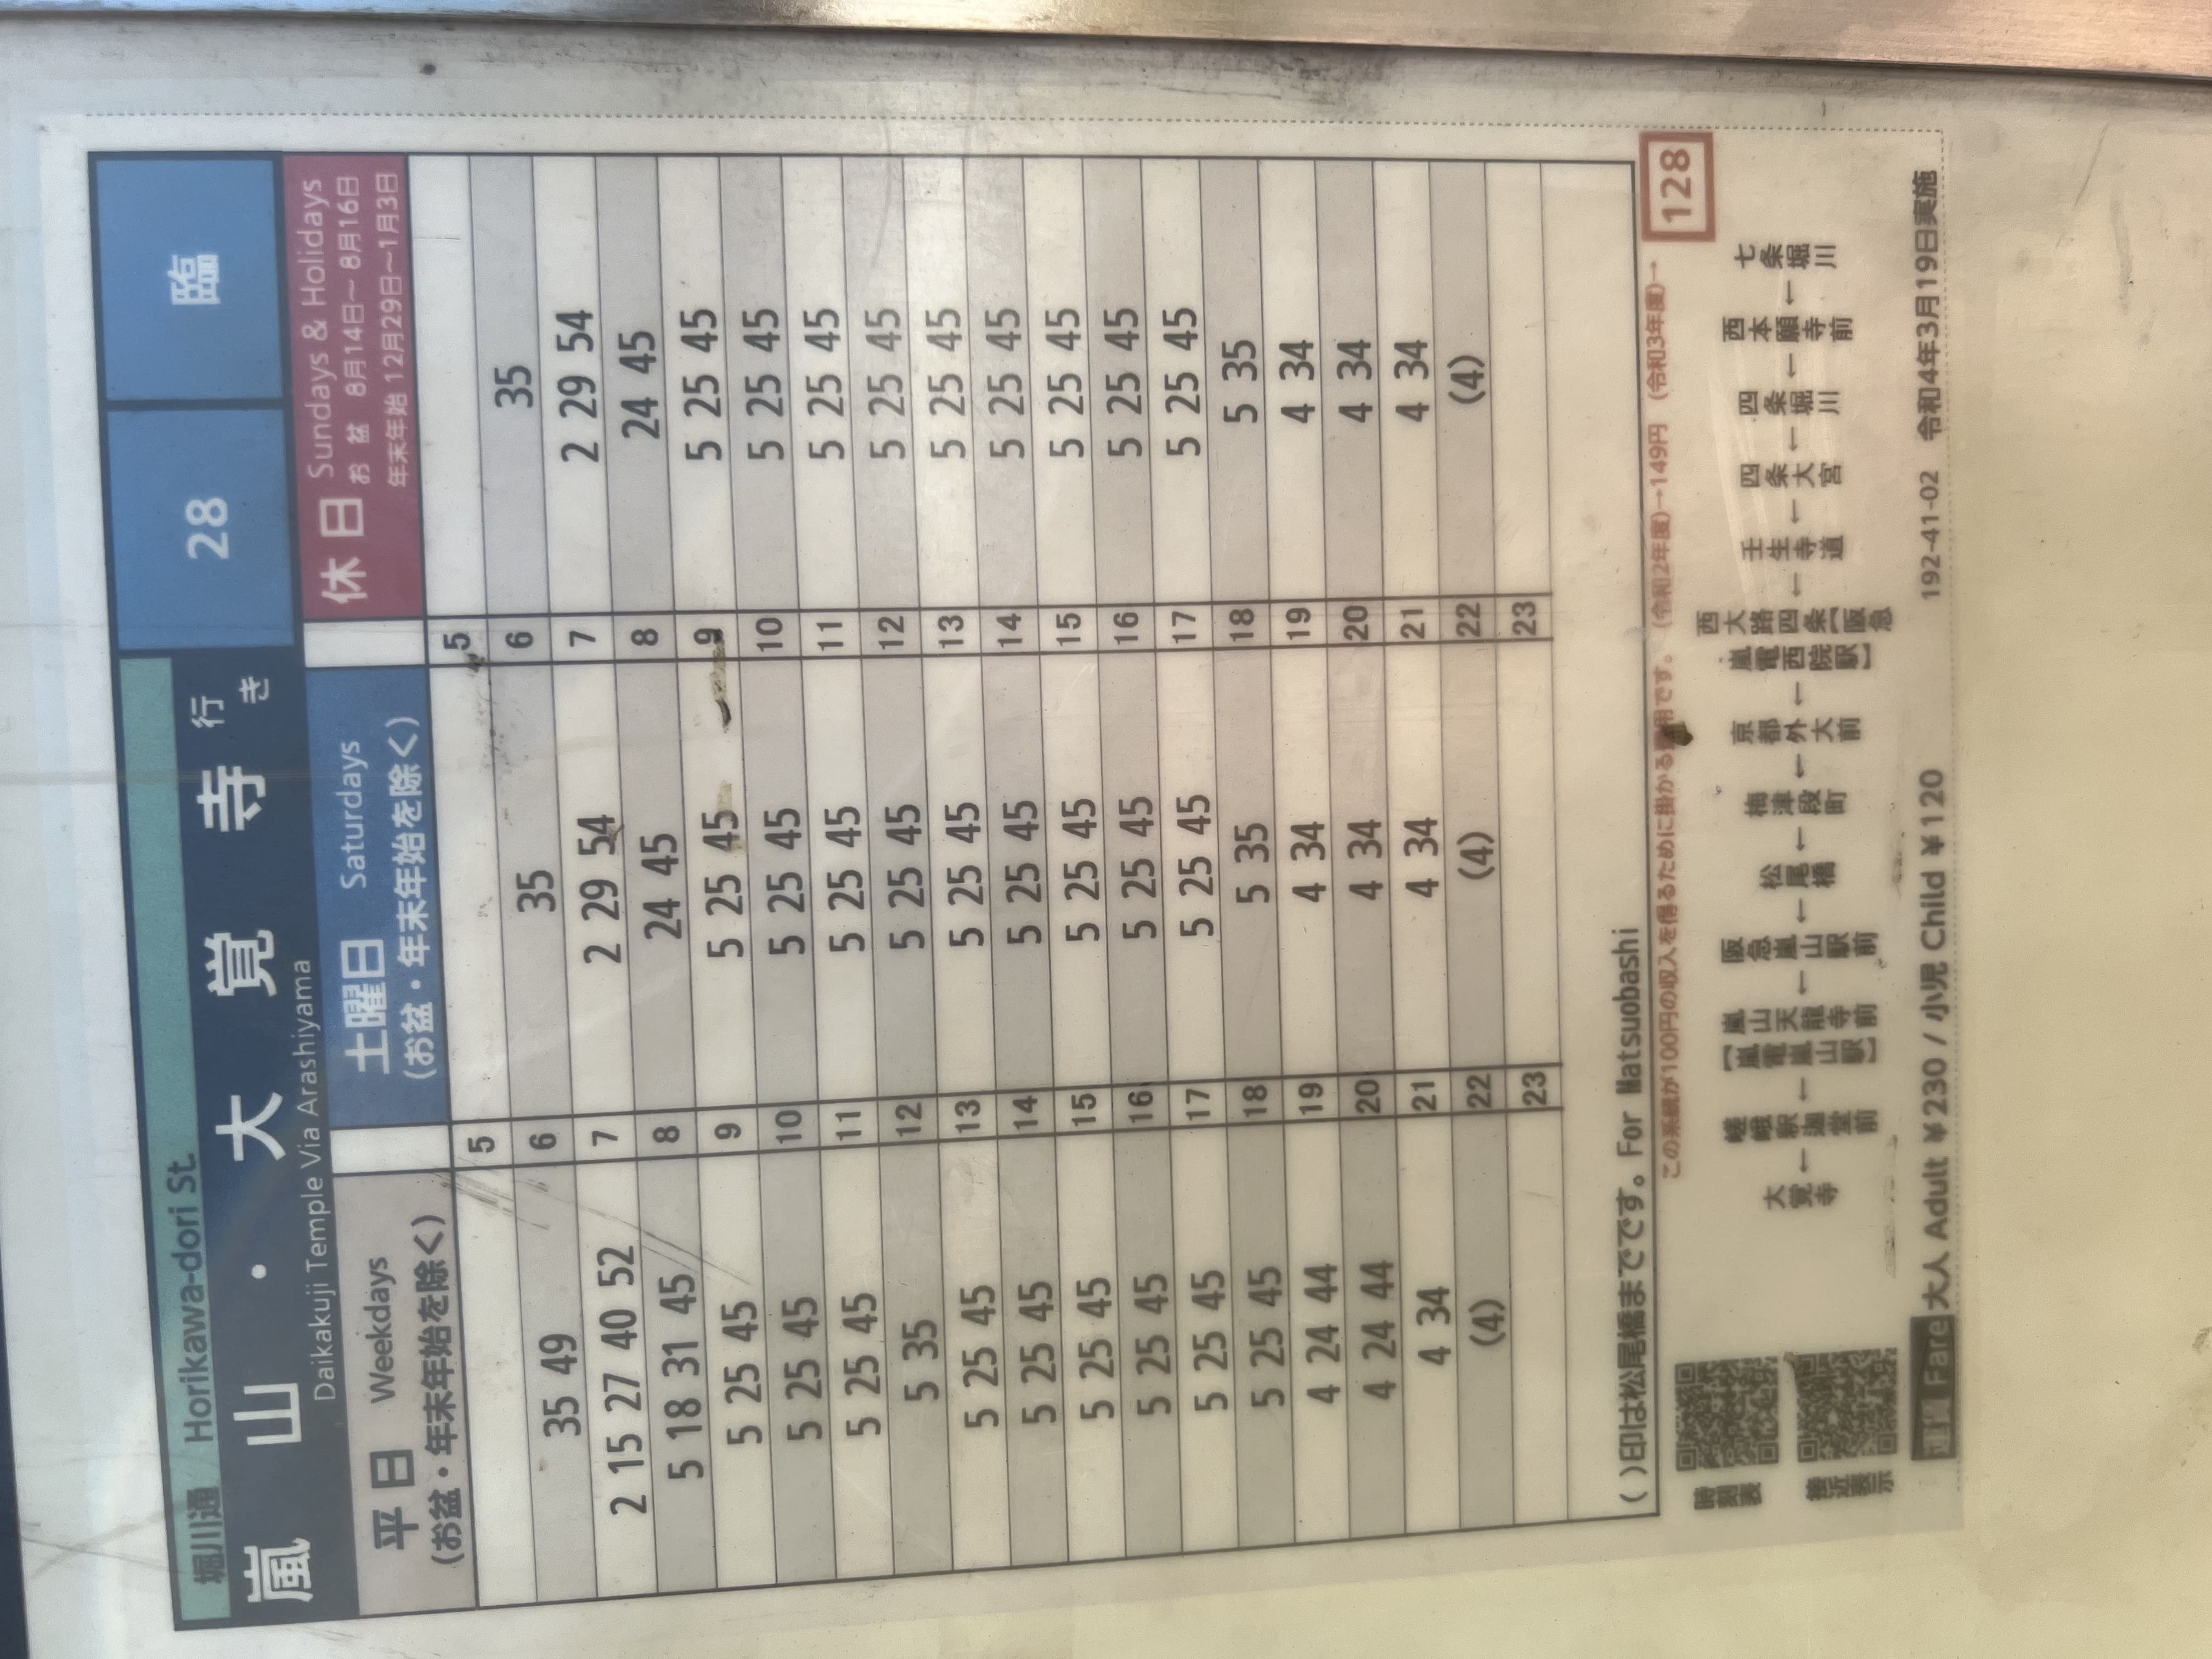 堀川通 Horikawa-dori St.
嵐山・大覚寺行き
Daikakuji Temple Via Arashiyama
28
臨
平日 Weekdays
(お盆・年末年始を除く)
土曜日 Saturdays
(お盆・年末年始を除く)
休日 Sundays & Holidays
お盆 8月14日~8月16日
年末年始 12月29日~1月3日
5 5
35 49 6 35 6 35
2 15 27 40 52 7 2 29 54 7 2 29 54
5 18 31 45 8 24 45 8 24 45
5 25 45 9 5 25 45 9 5 25 45
5 25 45 10 5 25 45 10 5 25 45
5 25 45 11 5 25 45 11 5 25 45
5 35 12 5 25 45 12 5 25 45
5 25 45 13 5 25 45 13 5 25 45
5 25 45 14 5 25 45 14 5 25 45
5 25 45 15 5 25 45 15 5 25 45
5 25 45 16 5 25 45 16 5 25 45
5 25 45 17 5 25 45 17 5 25 45
5 25 45 18 5 35 18 5 35
4 24 44 19 4 34 19 4 34
4 24 44 20 4 34 20 4 34
4 34 21 4 34 21 4 34
(4) 22 (4) 22 (4)
23 23
( )印は松尾橋までです。For Matsuobashi
この系統が100円の収入を得るために掛かる費用です。 (令和2年度)→149円 (令和3年度)→
128
時刻表
接近表示
七条堀川
←
西本願寺前
←
四条堀川
←
四条大宮
←
壬生寺道
←
西大路四条【阪急
嵐電西院駅】
←
京都外大前
←
梅津段町
←
松尾橋
←
阪急嵐山駅前
←
嵐山天龍寺前
【嵐電嵐山駅】
←
嵯峨釈迦堂前
←
大覚寺
運賃 Fare 大人 Adult ¥230 / 小児 Child ¥120
192-41-02 令和4年3月19日実施